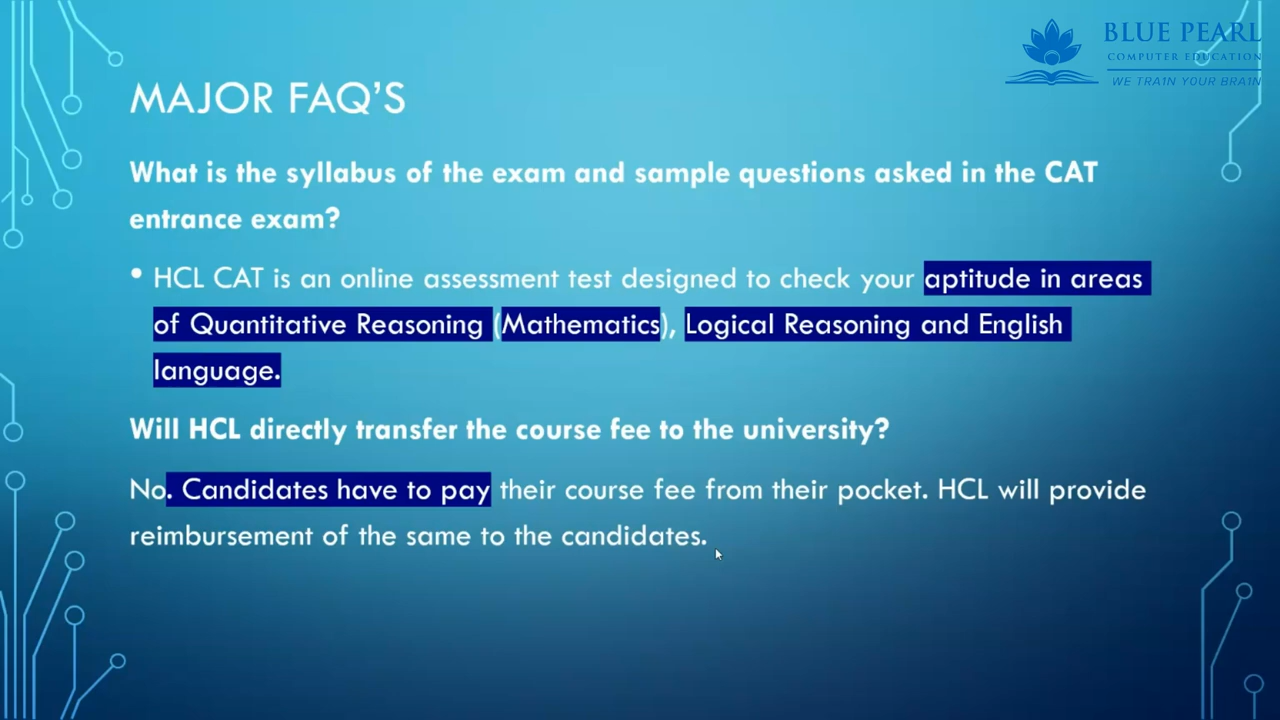 BLUE PEARL
COMPUTER EDUCATION
WE TRAIN YOUR BRAIN
MAJOR FAQ'S
What is the syllabus of the exam and sample questions asked in the CAT
entrance exam?
• HCL CAT is an online assessment test designed to check your aptitude in areas
of Quantitative Reasoning (Mathematics), Logical Reasoning and English
language.
Will HCL directly transfer the course fee to the university?
No. Candidates have to pay their course fee from their pocket. HCL will provide
reimbursement of the same to the candidates.